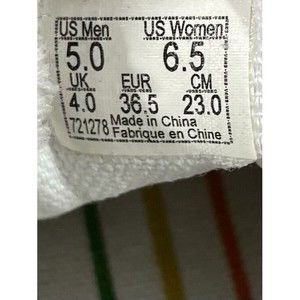 US Men US Women
5.0 6.5
UK EUR CM
4.0 36.5 23.0
721278 Made in China
Fabrique en Chine